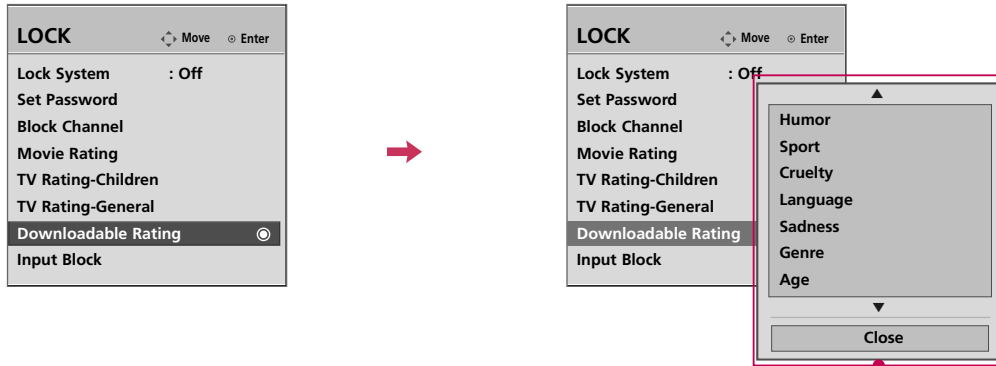 LOCK Move Enter
Lock System : Off
Set Password
Block Channel
Movie Rating
TV Rating-Children
TV Rating-General
Downloadable Rating
Input Block
LOCK Move Enter
Lock System : Off
Set Password
Block Channel
Movie Rating
TV Rating-Children
TV Rating-General
Downloadable Rating
Input Block
Humor
Sport
Cruelty
Language
Sadness
Genre
Age
Close